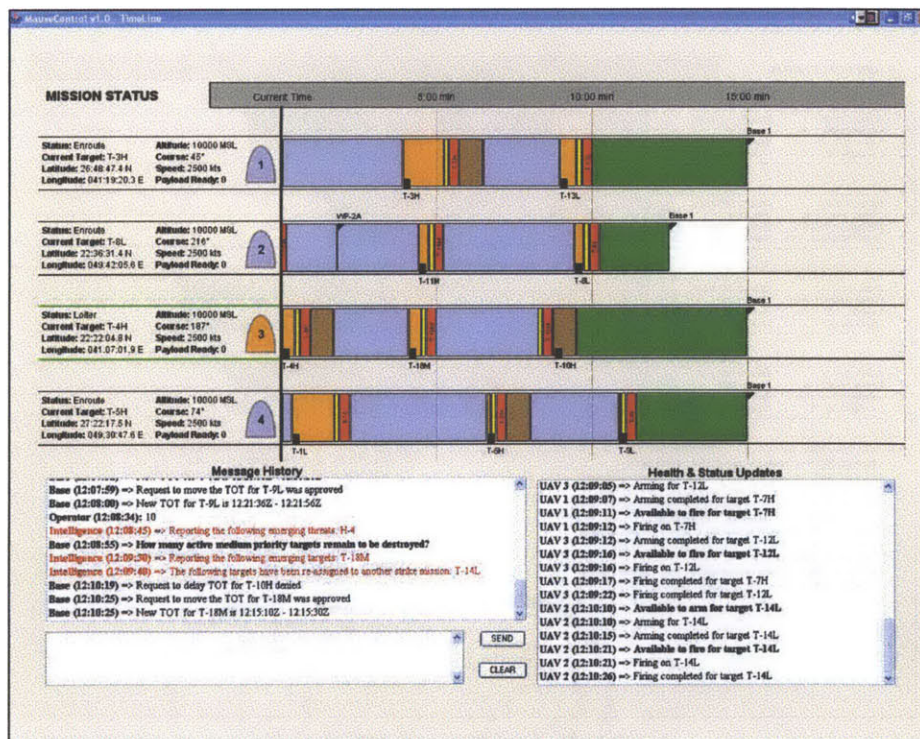 MauveControl v1.0 TimeLine
MISSION STATUS
Current Time
5:00 min
10:00 min
15:00 min
Status: Enroute
Current Target: T-3H
Latitude: 26:48:47.4 N
Longitude: 041:19:20.3 E
Altitude: 10000 MSL
Course: 45°
Speed: 2500 kts
Payload Ready: 0
1
T-3H
T-13L
Base 1
Status: Enroute
Current Target: T-8L
Latitude: 22:36:31.4 N
Longitude: 049:42:05.6 E
Altitude: 10000 MSL
Course: 216°
Speed: 2500 kts
Payload Ready: 0
2
WP-2A
T-11M
T-8L
Base 1
Status: Loiter
Current Target: T-4H
Latitude: 22:22:04.8 N
Longitude: 041:07:01.9 E
Altitude: 10000 MSL
Course: 187°
Speed: 2500 kts
Payload Ready: 0
3
T-4H
T-18M
T-10H
Base 1
Status: Enroute
Current Target: T-5H
Latitude: 27:22:17.5 N
Longitude: 049:30:47.6 E
Altitude: 10000 MSL
Course: 74°
Speed: 2500 kts
Payload Ready: 0
4
T-1L
T-5H
T-9L
Base 1
Message History
Base (12:07:59) => Request to move the TOT for T-9L was approved
Base (12:08:00) => New TOT for T-9L is 12:21:36Z - 12:21:56Z
Operator (12:08:34): 10
Intelligence (12:08:45) => Reporting the following emerging threats: H-4
Base (12:08:55) => How many active medium priority targets remain to be destroyed?
Intelligence (12:09:30) => Reporting the following emerging targets: T-18M
Intelligence (12:09:40) => The following targets have been re-assigned to another strike mission: T-14L
Base (12:10:19) => Request to delay TOT for T-10H denied
Base (12:10:25) => Request to move the TOT for T-18M was approved
Base (12:10:25) => New TOT for T-18M is 12:15:10Z - 12:15:30Z
SEND
CLEAR
Health & Status Updates
UAV 3 (12:09:05) => Arming for T-12L
UAV 1 (12:09:07) => Arming completed for target T-7H
UAV 1 (12:09:11) => Available to fire for target T-7H
UAV 1 (12:09:12) => Firing on T-7H
UAV 3 (12:09:12) => Arming completed for target T-12L
UAV 3 (12:09:16) => Available to fire for target T-12L
UAV 3 (12:09:16) => Firing on T-12L
UAV 1 (12:09:17) => Firing completed for target T-7H
UAV 3 (12:09:22) => Firing completed for target T-12L
UAV 2 (12:10:10) => Available to arm for target T-14L
UAV 2 (12:10:10) => Arming for T-14L
UAV 2 (12:10:15) => Arming completed for target T-14L
UAV 2 (12:10:21) => Available to fire for target T-14L
UAV 2 (12:10:21) => Firing on T-14L
UAV 2 (12:10:26) => Firing completed for target T-14L